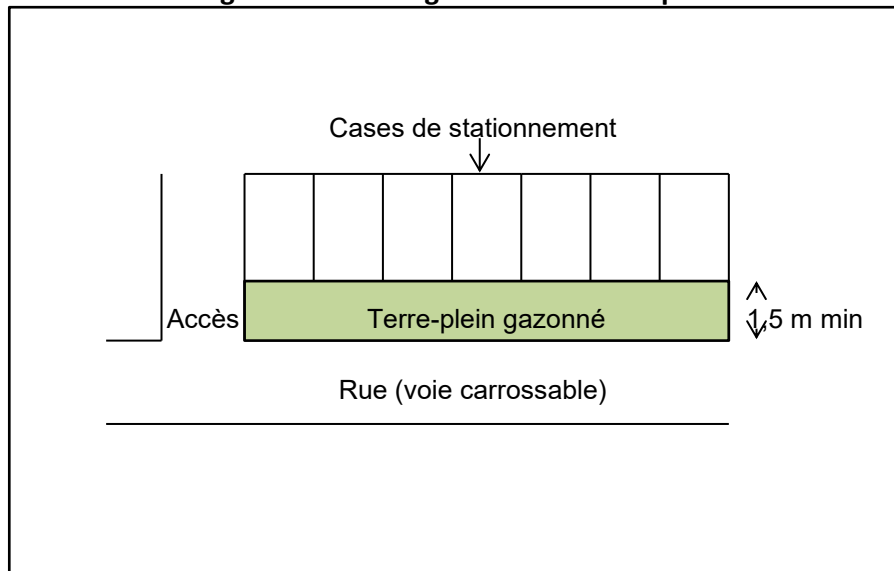 Cases de stationnement
Accès
Terre-plein gazonné
1,5 m min
Rue (voie carrossable)